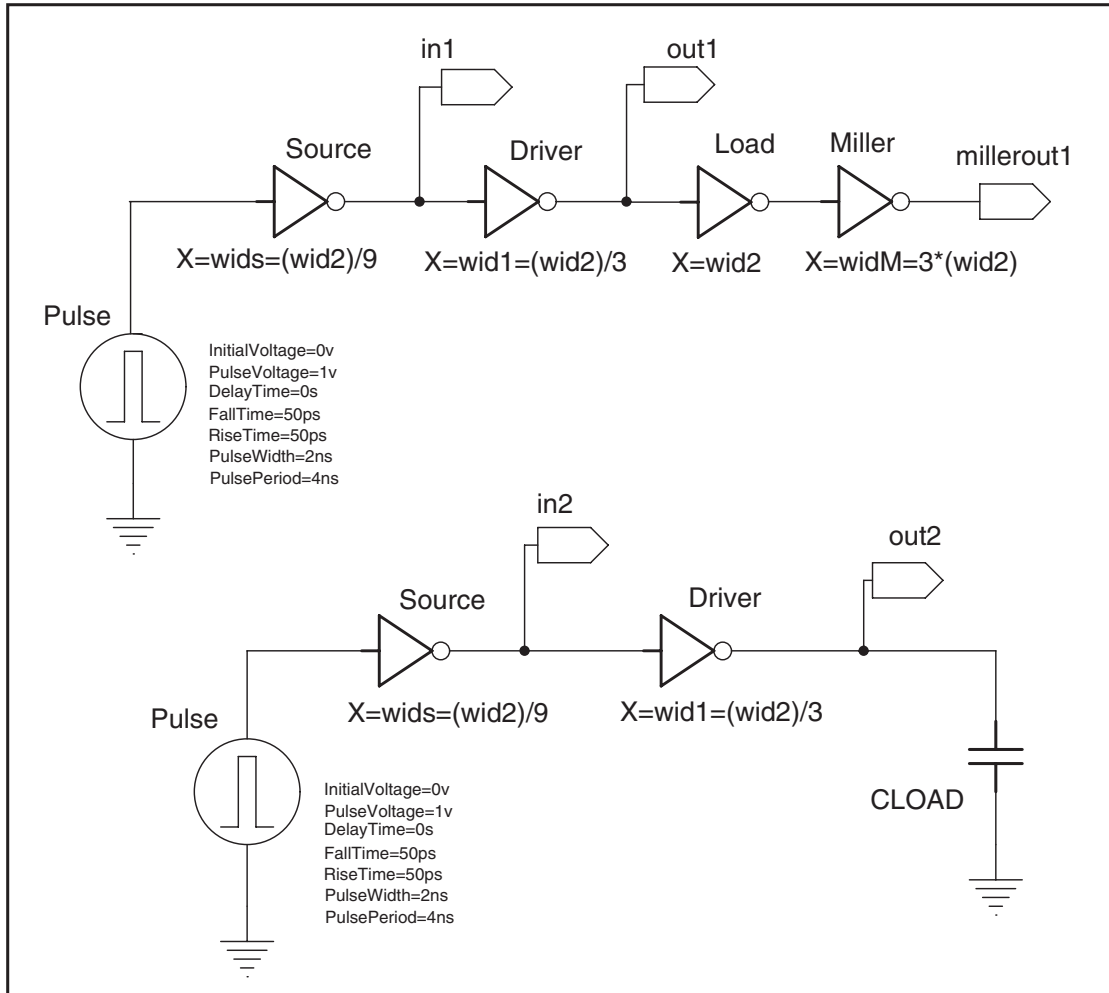 in1
out1
Source
Driver
Load
Miller
millerout1
X=wids=(wid2)/9
X=wid1=(wid2)/3
X=wid2
X=widM=3*(wid2)
Pulse
InitialVoltage=0v
PulseVoltage=1v
DelayTime=0s
FallTime=50ps
RiseTime=50ps
PulseWidth=2ns
PulsePeriod=4ns
in2
out2
Source
Driver
X=wids=(wid2)/9
X=wid1=(wid2)/3
Pulse
CLOAD
InitialVoltage=0v
PulseVoltage=1v
DelayTime=0s
FallTime=50ps
RiseTime=50ps
PulseWidth=2ns
PulsePeriod=4ns